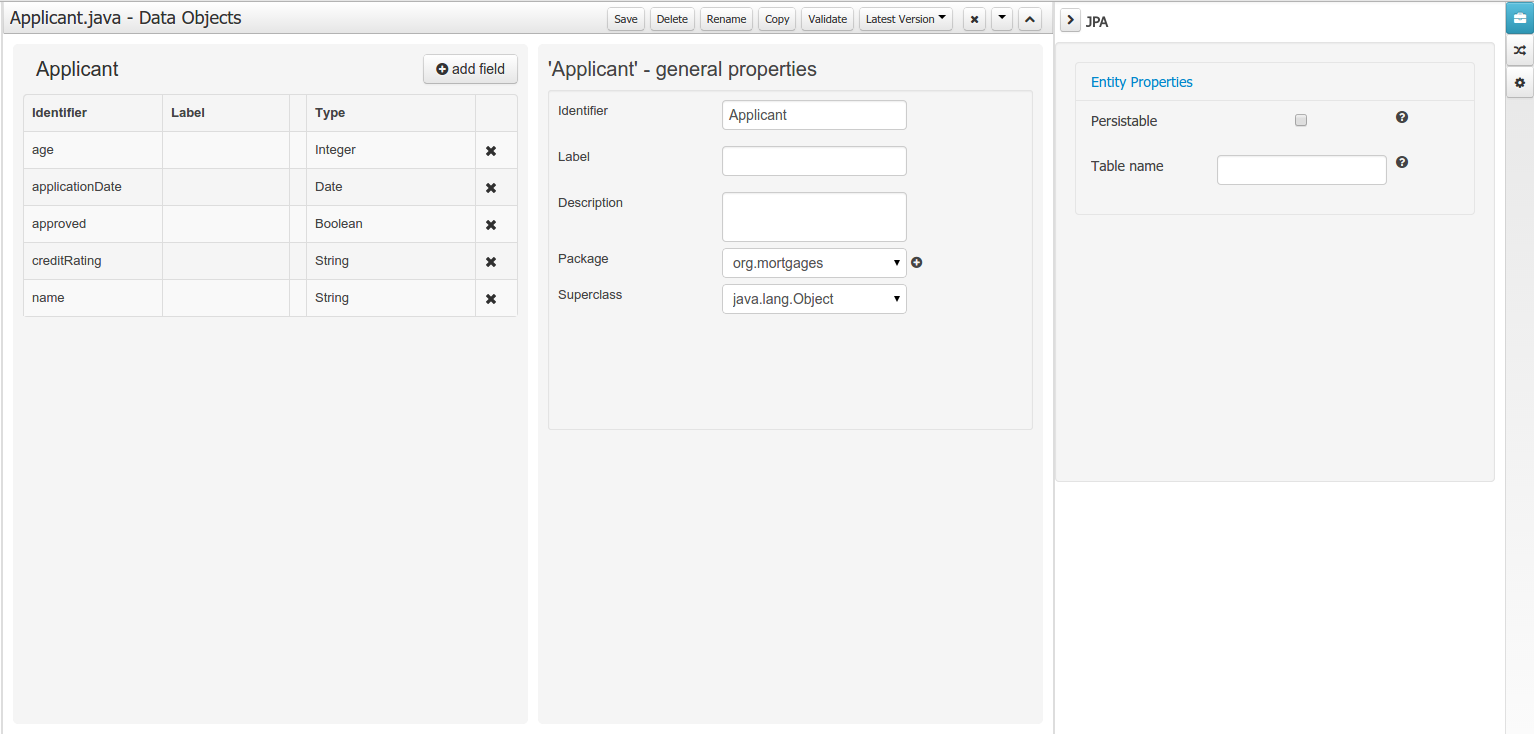 Applicant.java - Data Objects
Save Delete Rename Copy Validate Latest Version
JPA
Applicant
add field
Identifier Label Type
age Integer
applicationDate Date
approved Boolean
creditRating String
name String
'Applicant' - general properties
Identifier Applicant
Label
Description
Package org.mortgages
Superclass java.lang.Object
Entity Properties
Persistable
Table name